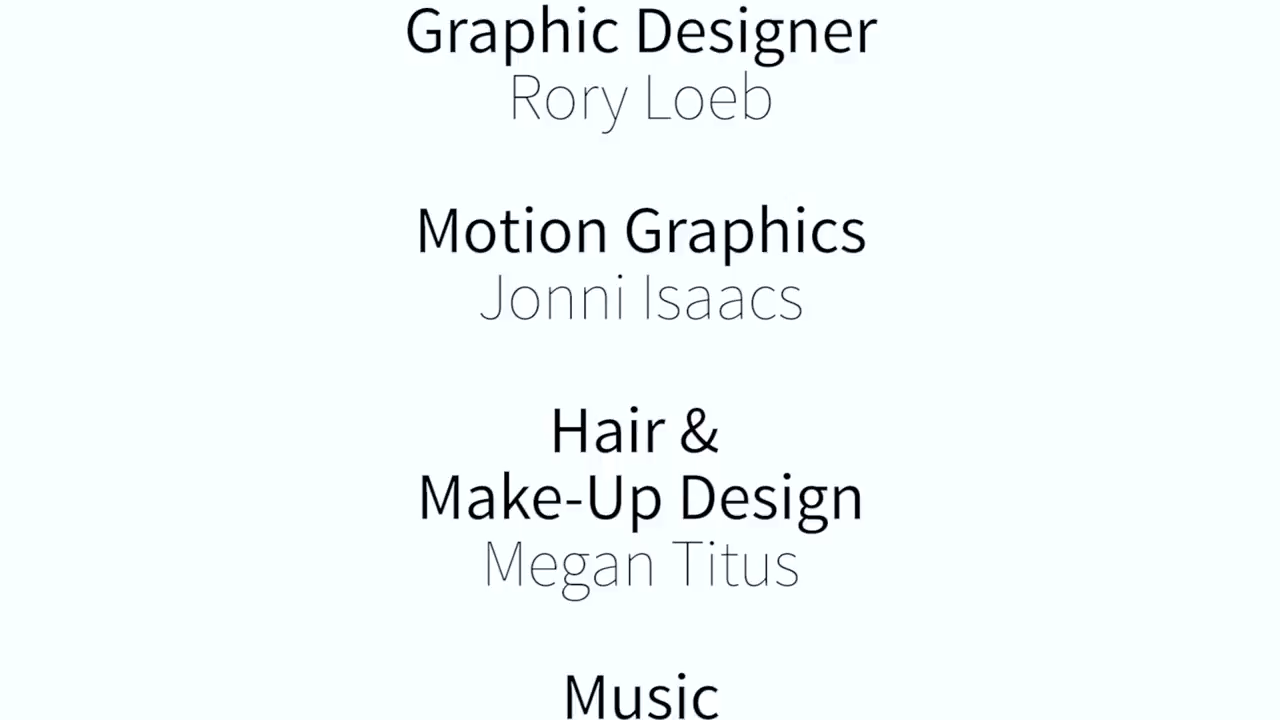 Graphic Designer
Rory Loeb
Motion Graphics
Jonni Isaacs
Hair &
Make-Up Design
Megan Titus
Music